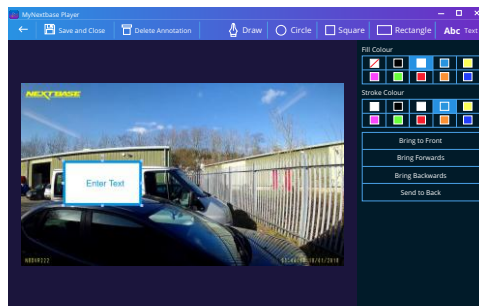 MyNextbase Player
Save and Close Delete Annotation Draw Circle Square Rectangle Abc Text
Fill Colour
Stroke Colour
Bring to Front
Bring Forwards
Bring Backwards
Send to Back
NEXTBASE
Enter Text